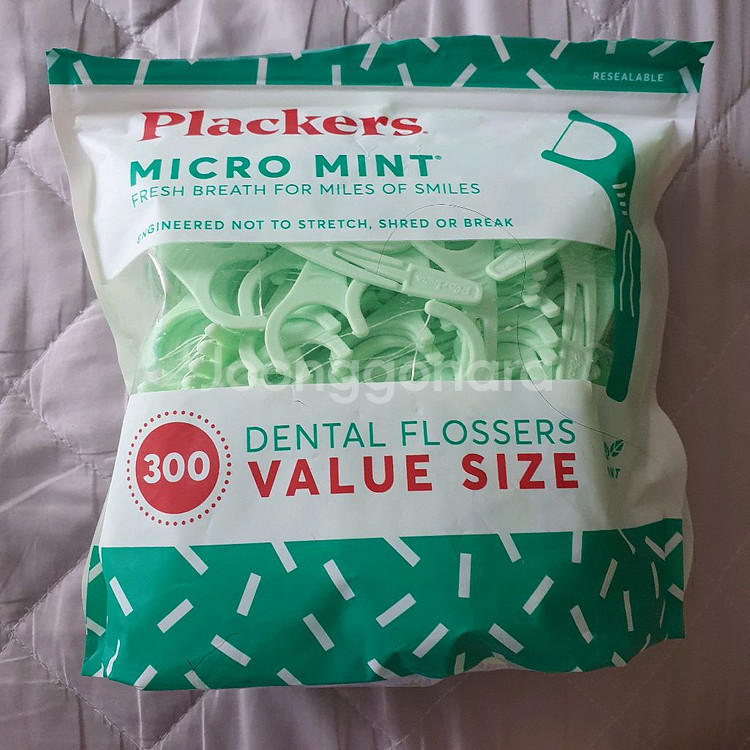 RESEALABLE
Plackers
MICRO MINT®
FRESH BREATH FOR MILES OF SMILES
ENGINEERED NOT TO STRETCH, SHRED OR BREAK
Joonggonara
300
DENTAL FLOSSERS
VALUE SIZE